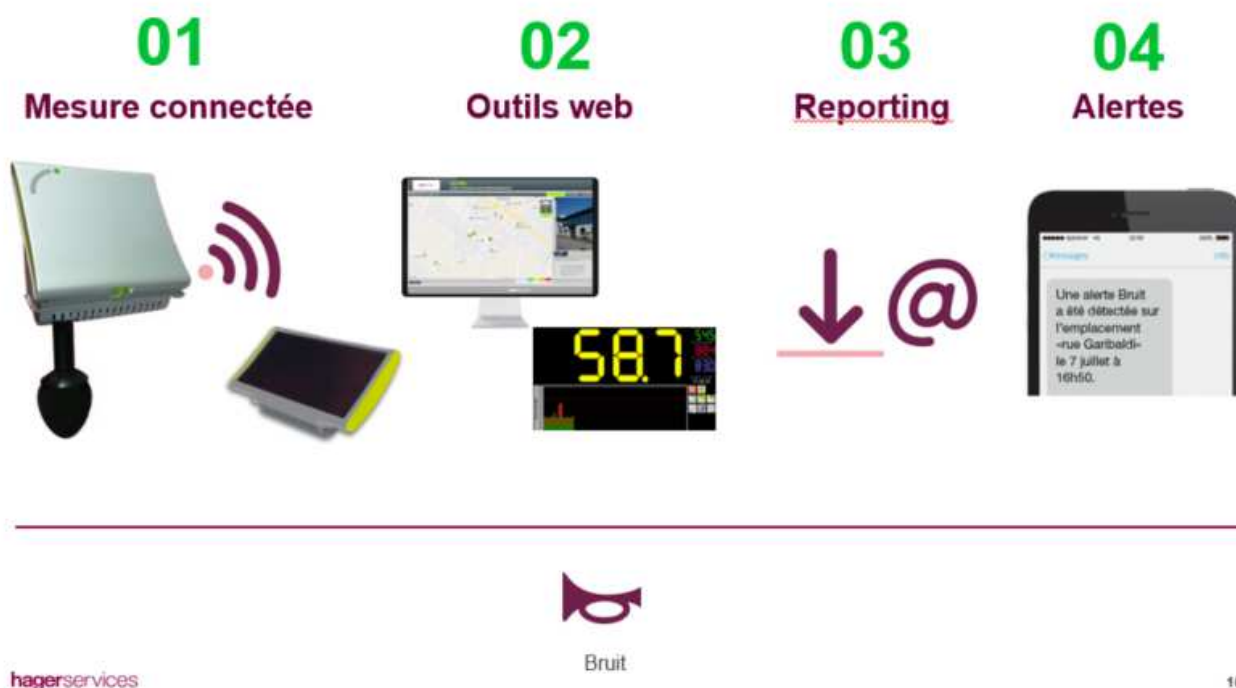 01
Mesure connectée
02
Outils web
03
Reporting
04
Alertes
58.7
Messages
Une alerte Bruit
a été détectée sur
l'emplacement
«rue Garibaldi»
le 7 juillet à
16h50.
Bruit
hagerservices